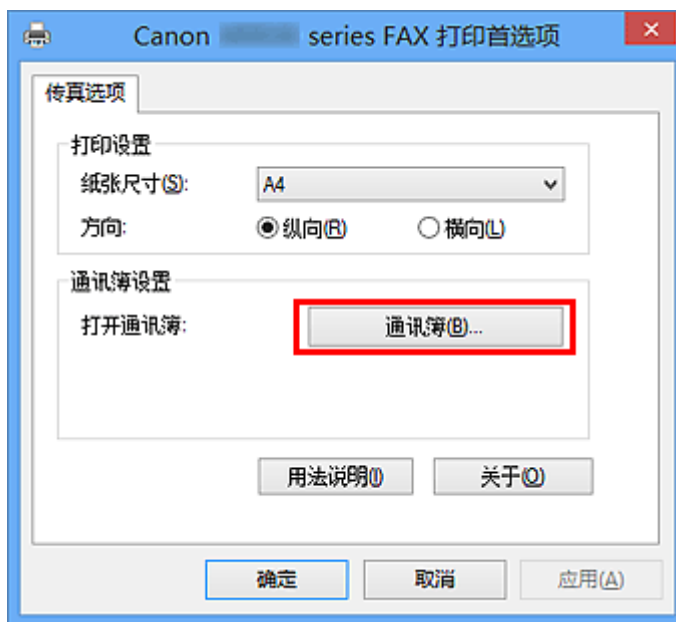 Canon series FAX 打印首选项
传真选项
打印设置
纸张尺寸(S): A4
方向: 纵向(R) 横向(L)
通讯簿设置
打开通讯簿: 通讯簿(B)...
用法说明(I) 关于(O)
确定 取消 应用(A)